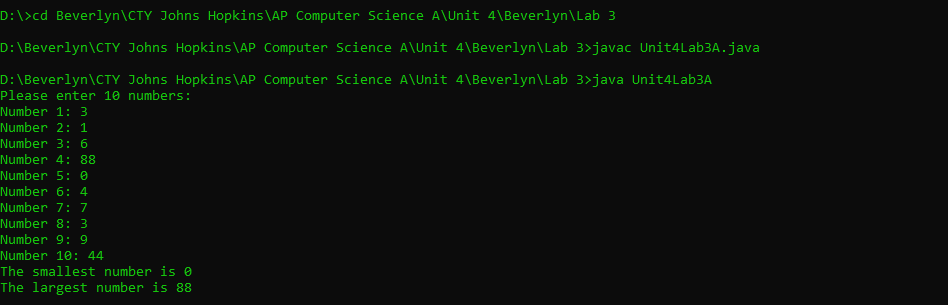 D:\>cd Beverlyn\CTY Johns Hopkins\AP Computer Science A\Unit 4\Beverlyn\Lab 3
D:\Beverlyn\CTY Johns Hopkins\AP Computer Science A\Unit 4\Beverlyn\Lab 3>javac Unit4Lab3A.java
D:\Beverlyn\CTY Johns Hopkins\AP Computer Science A\Unit 4\Beverlyn\Lab 3>java Unit4Lab3A
Please enter 10 numbers:
Number 1: 3
Number 2: 1
Number 3: 6
Number 4: 88
Number 5: 0
Number 6: 4
Number 7: 7
Number 8: 3
Number 9: 9
Number 10: 44
The smallest number is 0
The largest number is 88